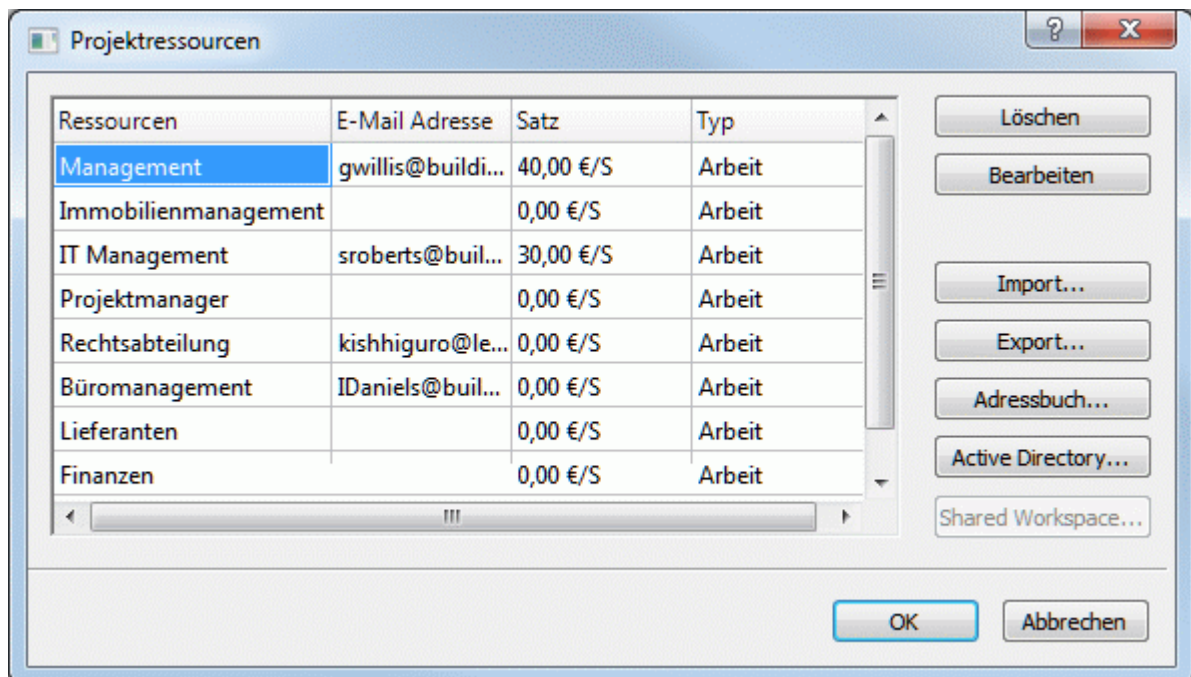 Projektressourcen
Ressourcen E-Mail Adresse Satz Typ
Management gwillis@buildi... 40,00 €/S Arbeit
Immobilienmanagement 0,00 €/S Arbeit
IT Management sroberts@buil... 30,00 €/S Arbeit
Projektmanager 0,00 €/S Arbeit
Rechtsabteilung kishhiguro@le... 0,00 €/S Arbeit
Büromanagement IDaniels@buil... 0,00 €/S Arbeit
Lieferanten 0,00 €/S Arbeit
Finanzen 0,00 €/S Arbeit
Löschen
Bearbeiten
Import...
Export...
Adressbuch...
Active Directory...
Shared Workspace...
OK Abbrechen